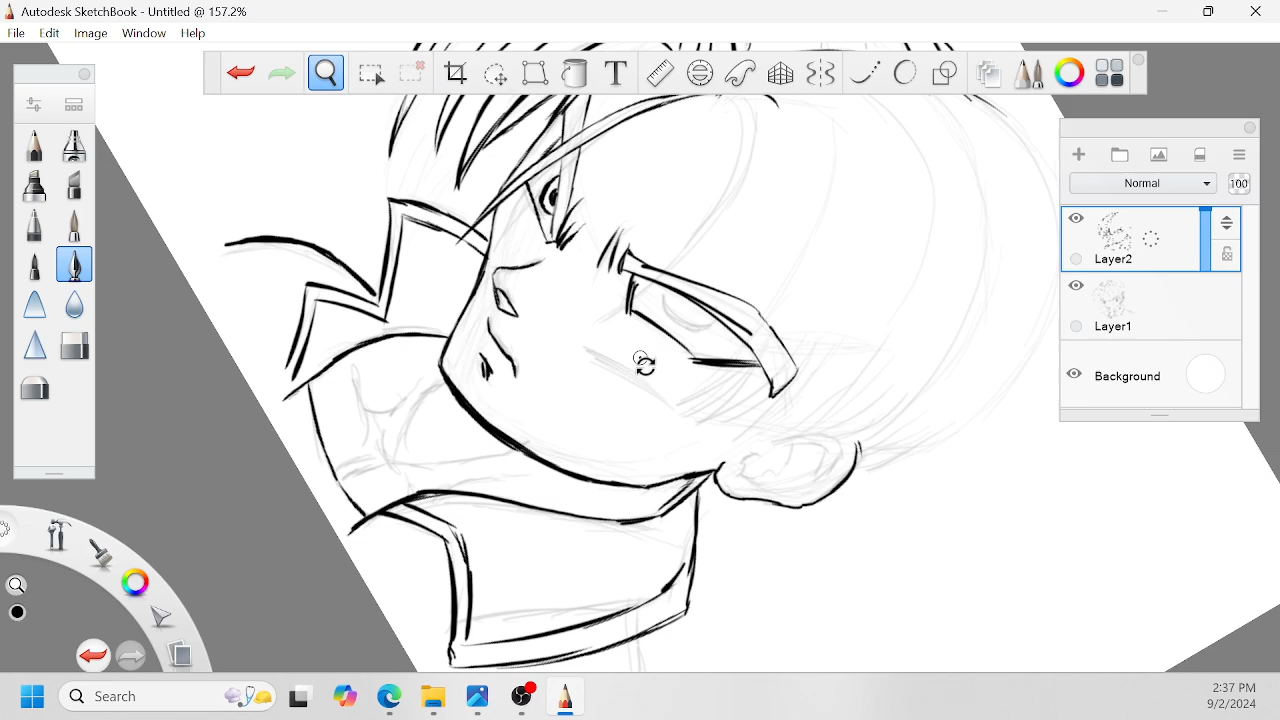 Autodesk SketchBook - Untitled @ 157.2%
File Edit Image Window Help
T
Normal 100
Layer2
Layer1
Background
Search
2:37 PM
9/8/2024